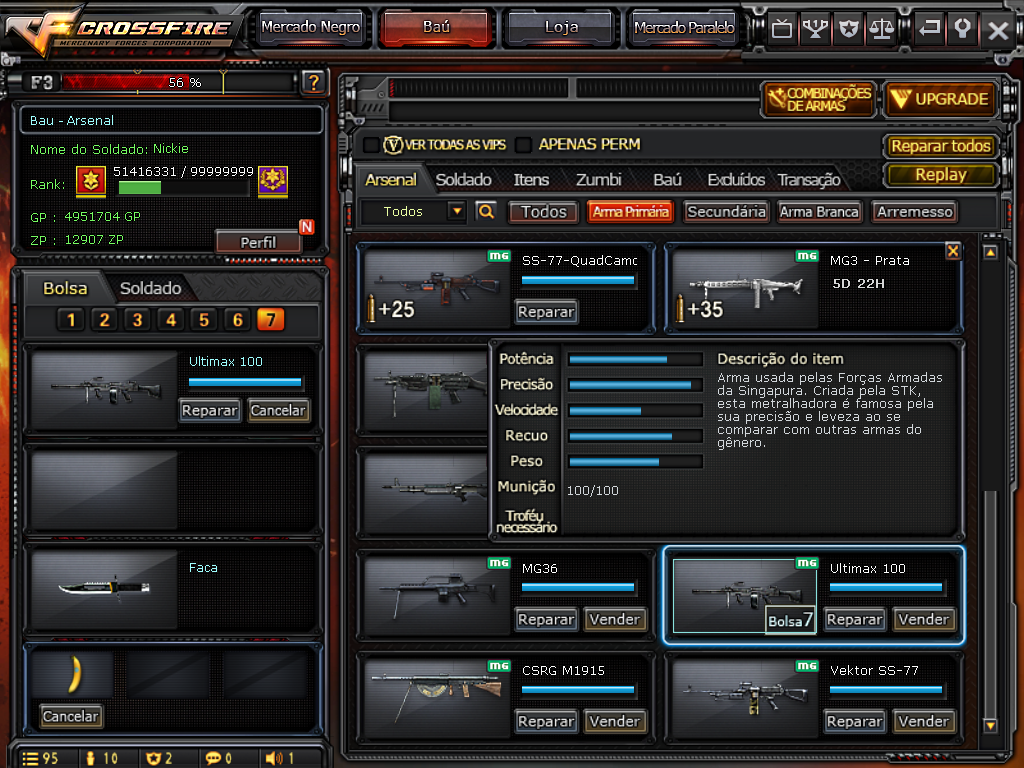 CROSSFIRE
MERCENARY FORCES CORPORATION
Mercado Negro
Baú
Loja
Mercado Paralelo
F3
56 %
?
Bau - Arsenal
Nome do Soldado: Nickie
Rank:
51416331 / 99999999
GP : 4951704 GP
ZP : 12907 ZP
N
Perfil
Bolsa
Soldado
1 2 3 4 5 6 7
Ultimax 100
Reparar
Cancelar
Faca
Cancelar
95
10
2
0
1
COMBINAÇÕES
DE ARMAS
UPGRADE
V VER TODAS AS VIPS
APENAS PERM
Reparar todos
Replay
Arsenal
Soldado
Itens
Zumbi
Baú
Excluídos
Transação
Todos
Todos
Arma Primária
Secundária
Arma Branca
Arremesso
MG
SS-77-QuadCamo
+25
Reparar
MG
MG3 - Prata
5D 22H
+35
Potência
Precisão
Velocidade
Recuo
Peso
Munição
100/100
Troféu
necessário
Descrição do item
Arma usada pelas Forças Armadas
da Singapura. Criada pela STK,
esta metralhadora é famosa pela
sua precisão e leveza ao se
comparar com outras armas do
gênero.
MG
MG36
Reparar
Vender
MG
Ultimax 100
Bolsa7
Reparar
Vender
MG
CSRG M1915
Reparar
Vender
MG
Vektor SS-77
Reparar
Vender